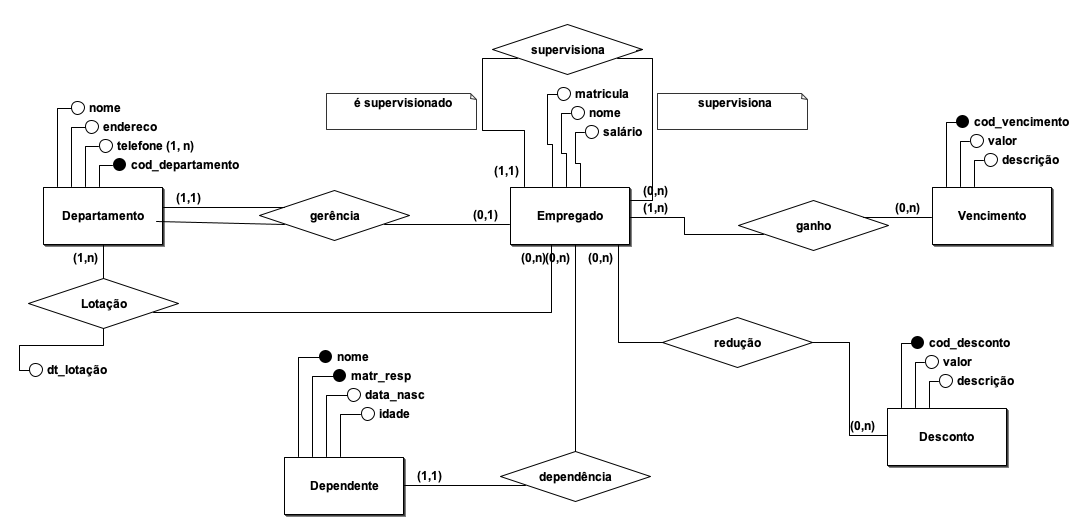 supervisiona
é supervisionado
supervisiona
matricula
nome
salário
nome
endereco
telefone (1, n)
cod_departamento
cod_vencimento
valor
descrição
(1,1)
(1,1)
(0,n)
(1,n)
(0,n)
Departamento
gerência
(0,1)
Empregado
ganho
Vencimento
(1,n)
(0,n)
(0,n)
(0,n)
Lotação
dt_lotação
redução
cod_desconto
valor
descrição
nome
matr_resp
data_nasc
idade
(0,n)
Desconto
Dependente
(1,1)
dependência